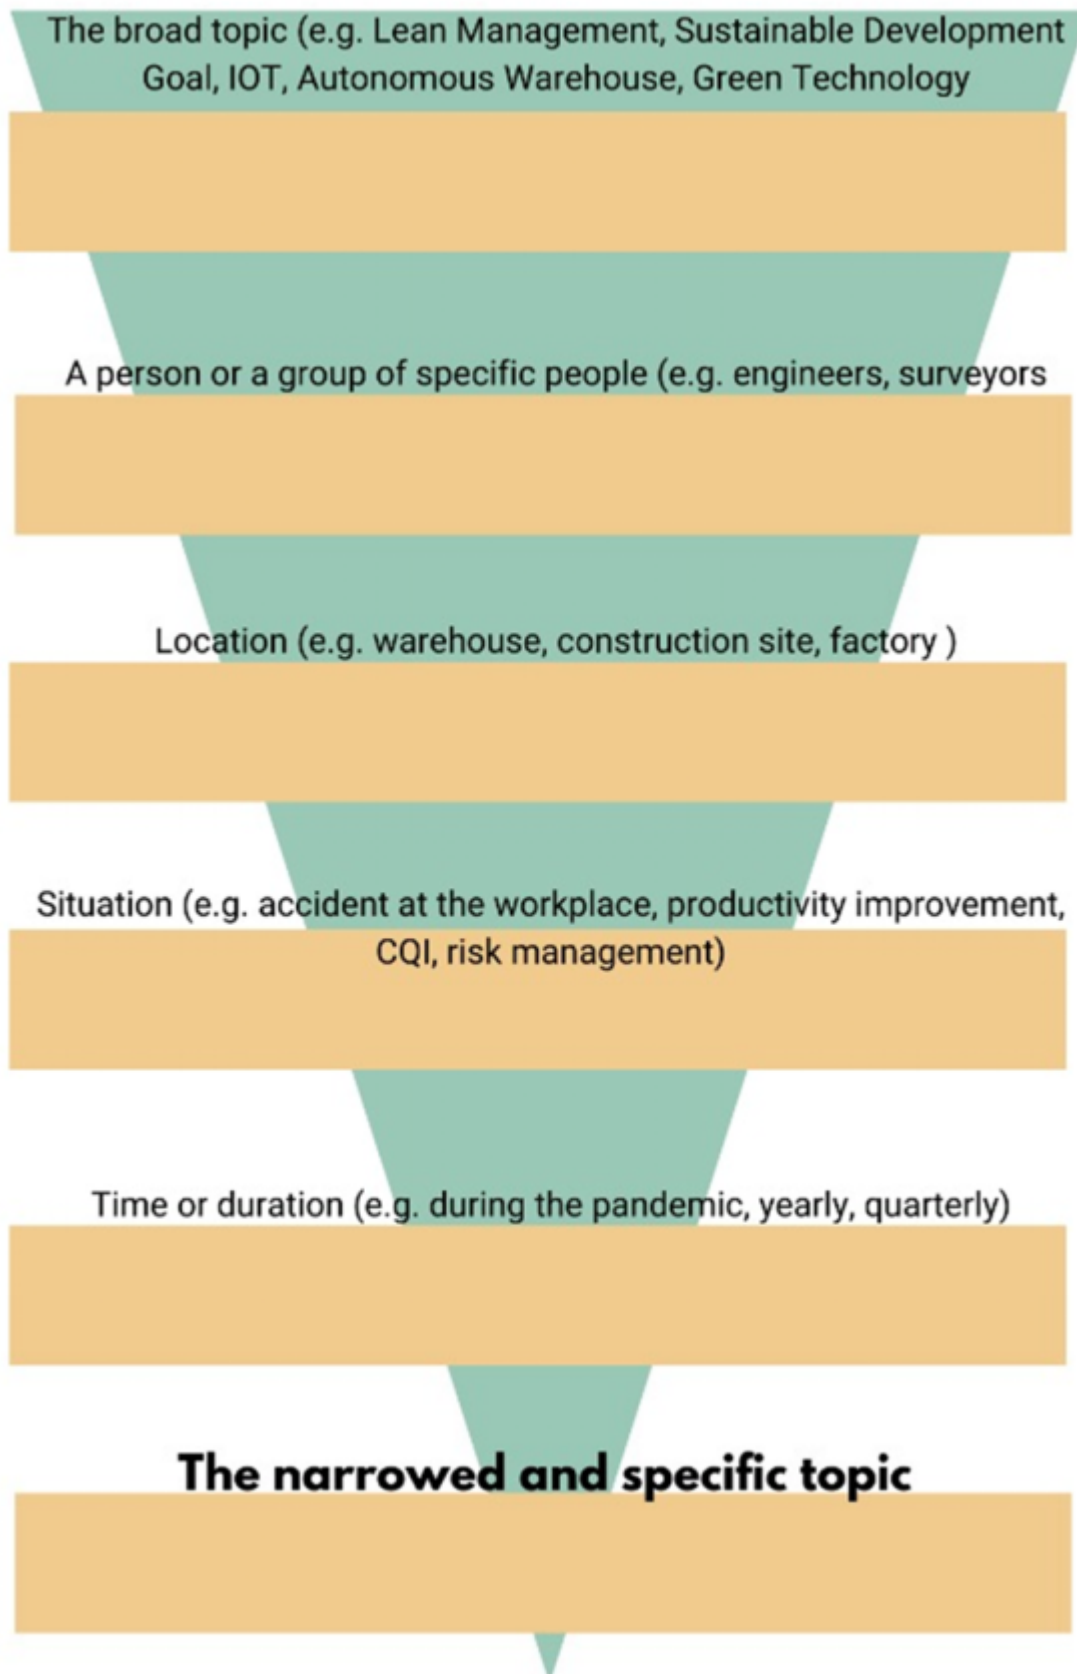 The broad topic (e.g. Lean Management, Sustainable Development
Goal, IOT, Autonomous Warehouse, Green Technology
A person or a group of specific people (e.g. engineers, surveyors
Location (e.g. warehouse, construction site, factory )
Situation (e.g. accident at the workplace, productivity improvement,
CQI, risk management)
Time or duration (e.g. during the pandemic, yearly, quarterly)
The narrowed and specific topic